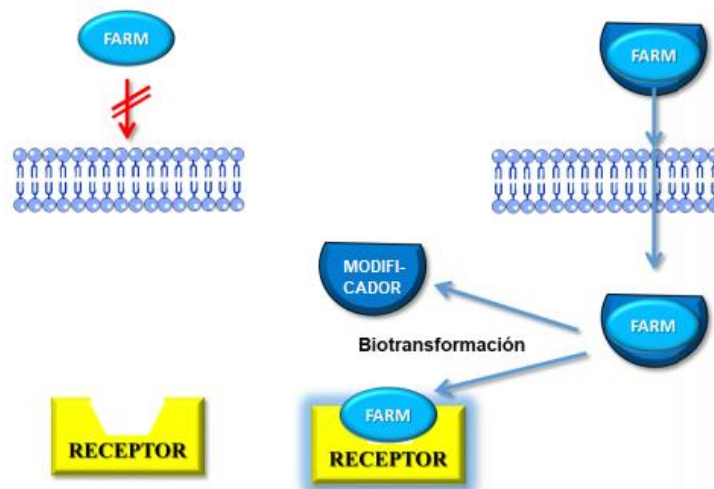 FARM
FARM
MODIFI-
CADOR
FARM
Biotransformación
FARM
RECEPTOR
RECEPTOR